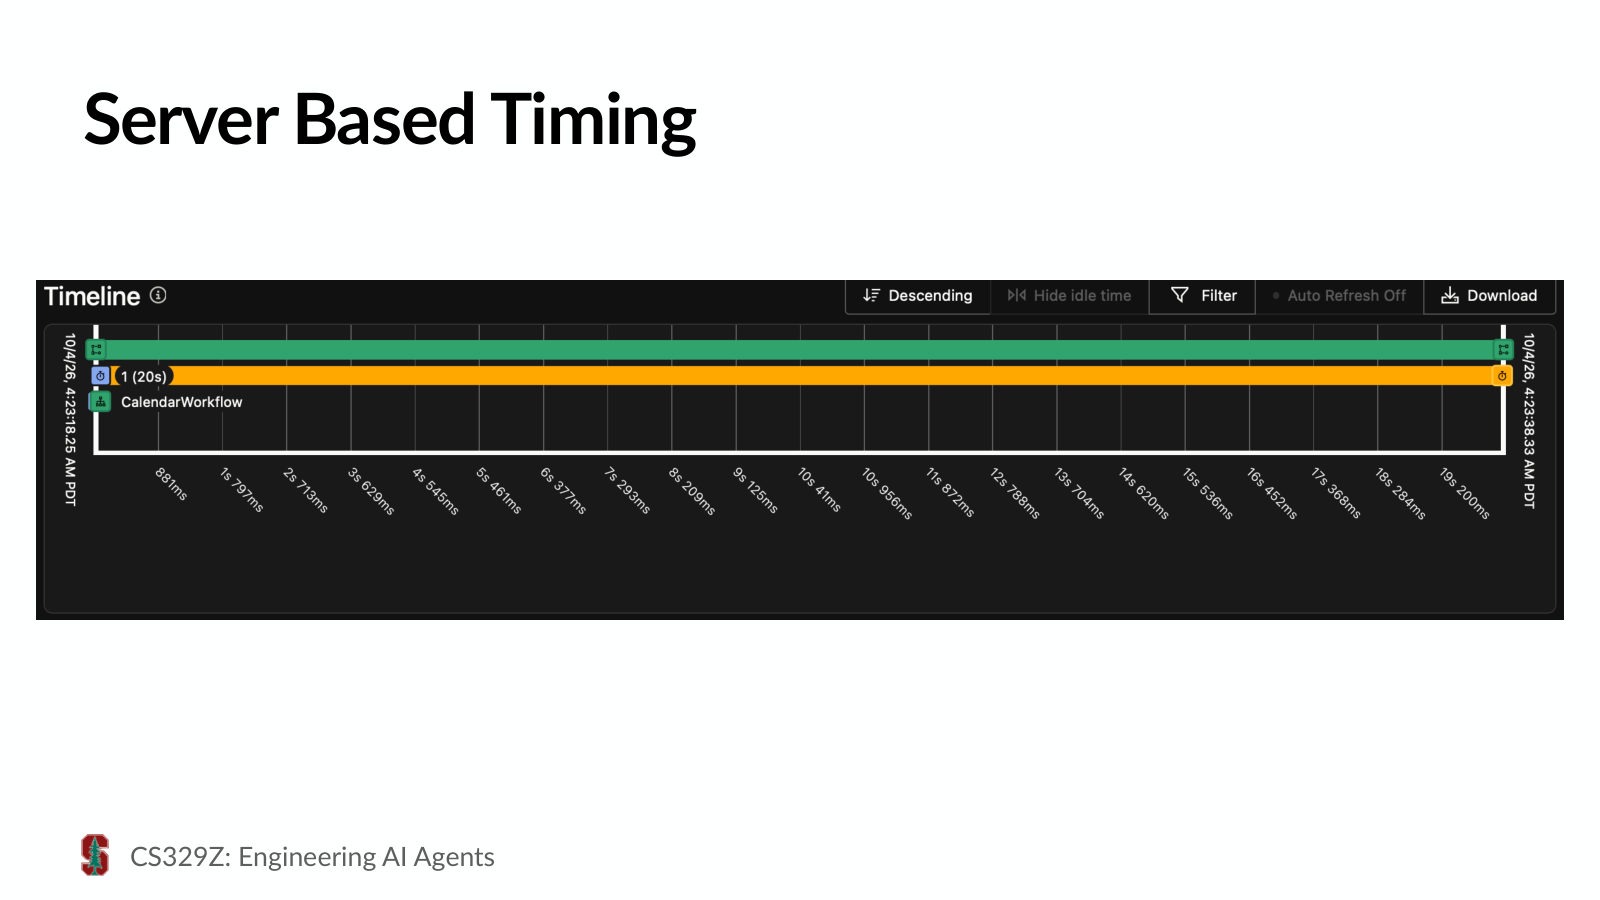 Server Based Timing
Timeline
Descending
Hide idle time
Filter
Auto Refresh Off
Download
10/4/26, 4:23:18.25 AM PDT
1 (20s)
CalendarWorkflow
10/4/26, 4:23:38.33 AM PDT
881ms
1s 797ms
2s 713ms
3s 629ms
4s 545ms
5s 461ms
6s 377ms
7s 293ms
8s 209ms
9s 125ms
10s 41ms
10s 956ms
11s 872ms
12s 788ms
13s 704ms
14s 620ms
15s 536ms
16s 452ms
17s 368ms
18s 284ms
19s 200ms
CS329Z: Engineering AI Agents